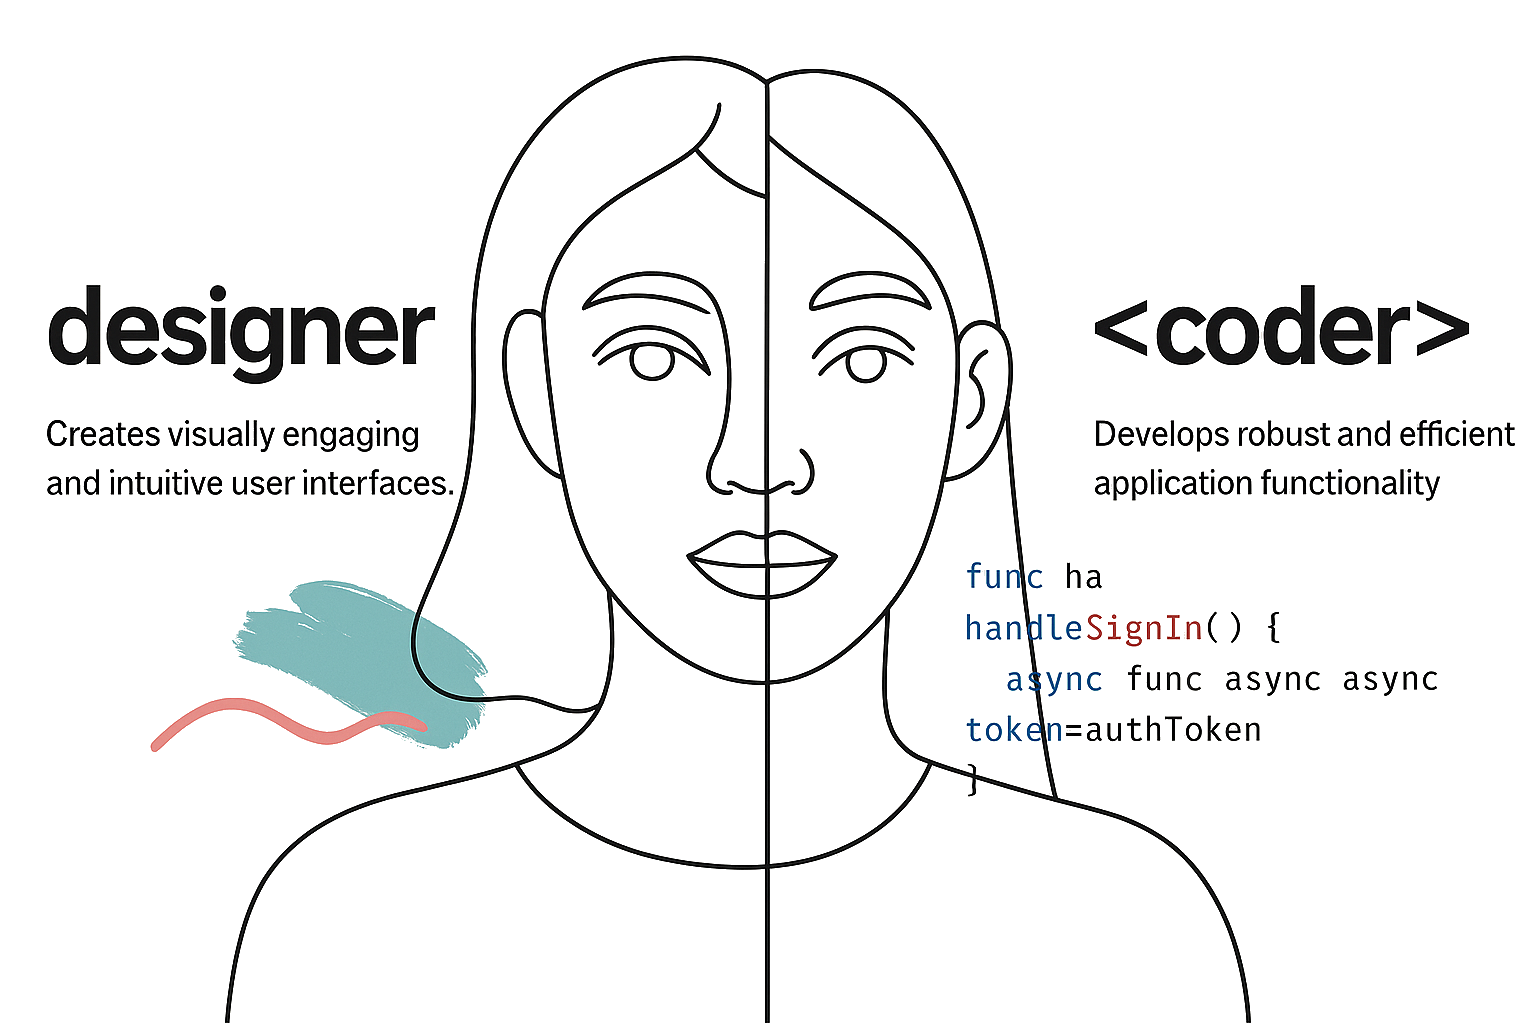 designer
Creates visually engaging
and intuitive user interfaces.
<coder>
Develops robust and efficient
application functionality
func ha
handleSignIn() {
  async func async async
token=authToken
}